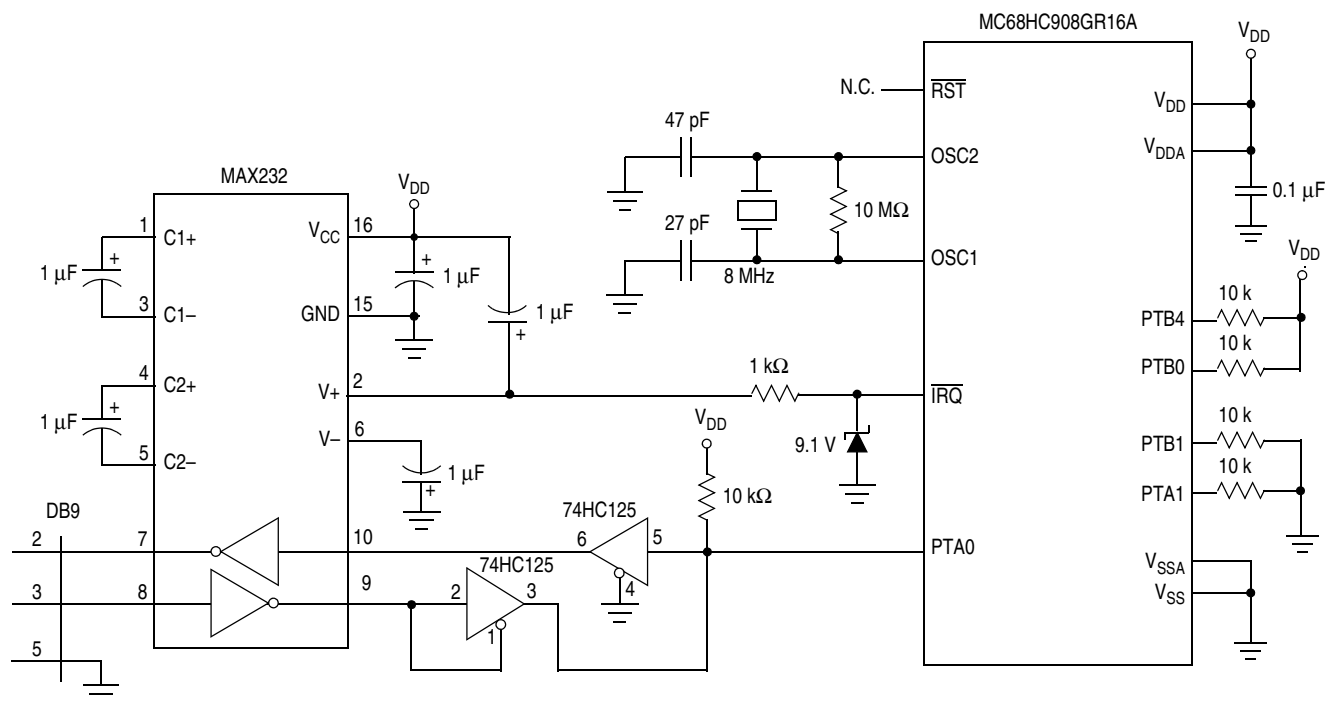 MC68HC908GR16A
V_DD
N.C.
RST
V_DD
47 pF
OSC2
V_DDA
MAX232
V_DD
10 MΩ
0.1 µF
1
C1+
V_CC
16
27 pF
OSC1
V_DD
1 µF
+
+
1 µF
8 MHz
10 k
3
C1–
GND
15
1 µF
+
PTB4
10 k
PTB0
4
C2+
V+
2
1 kΩ
IRQ
1 µF
+
V_DD
10 k
V–
6
9.1 V
PTB1
5
C2–
1 µF
+
10 k
10 kΩ
PTA1
DB9
74HC125
2
7
10
6
5
PTA0
74HC125
4
V_SSA
3
8
9
2
3
V_SS
1
5